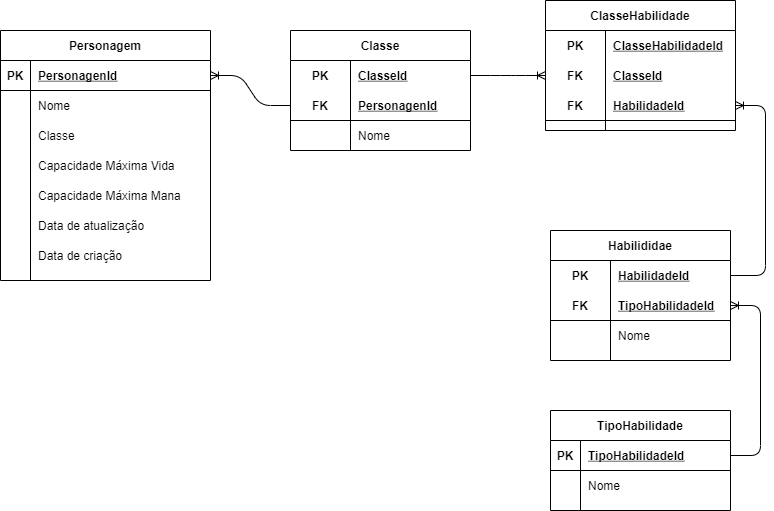 Personagem
PK PersonagenId
Nome
Classe
Capacidade Máxima Vida
Capacidade Máxima Mana
Data de atualização
Data de criação
Classe
PK ClasseId
FK PersonagenId
Nome
ClasseHabilidade
PK ClasseHabilidadeId
FK ClasseId
FK HabilidadeId
Habilididae
PK HabilidadeId
FK TipoHabilidadeId
Nome
TipoHabilidade
PK TipoHabilidadeId
Nome